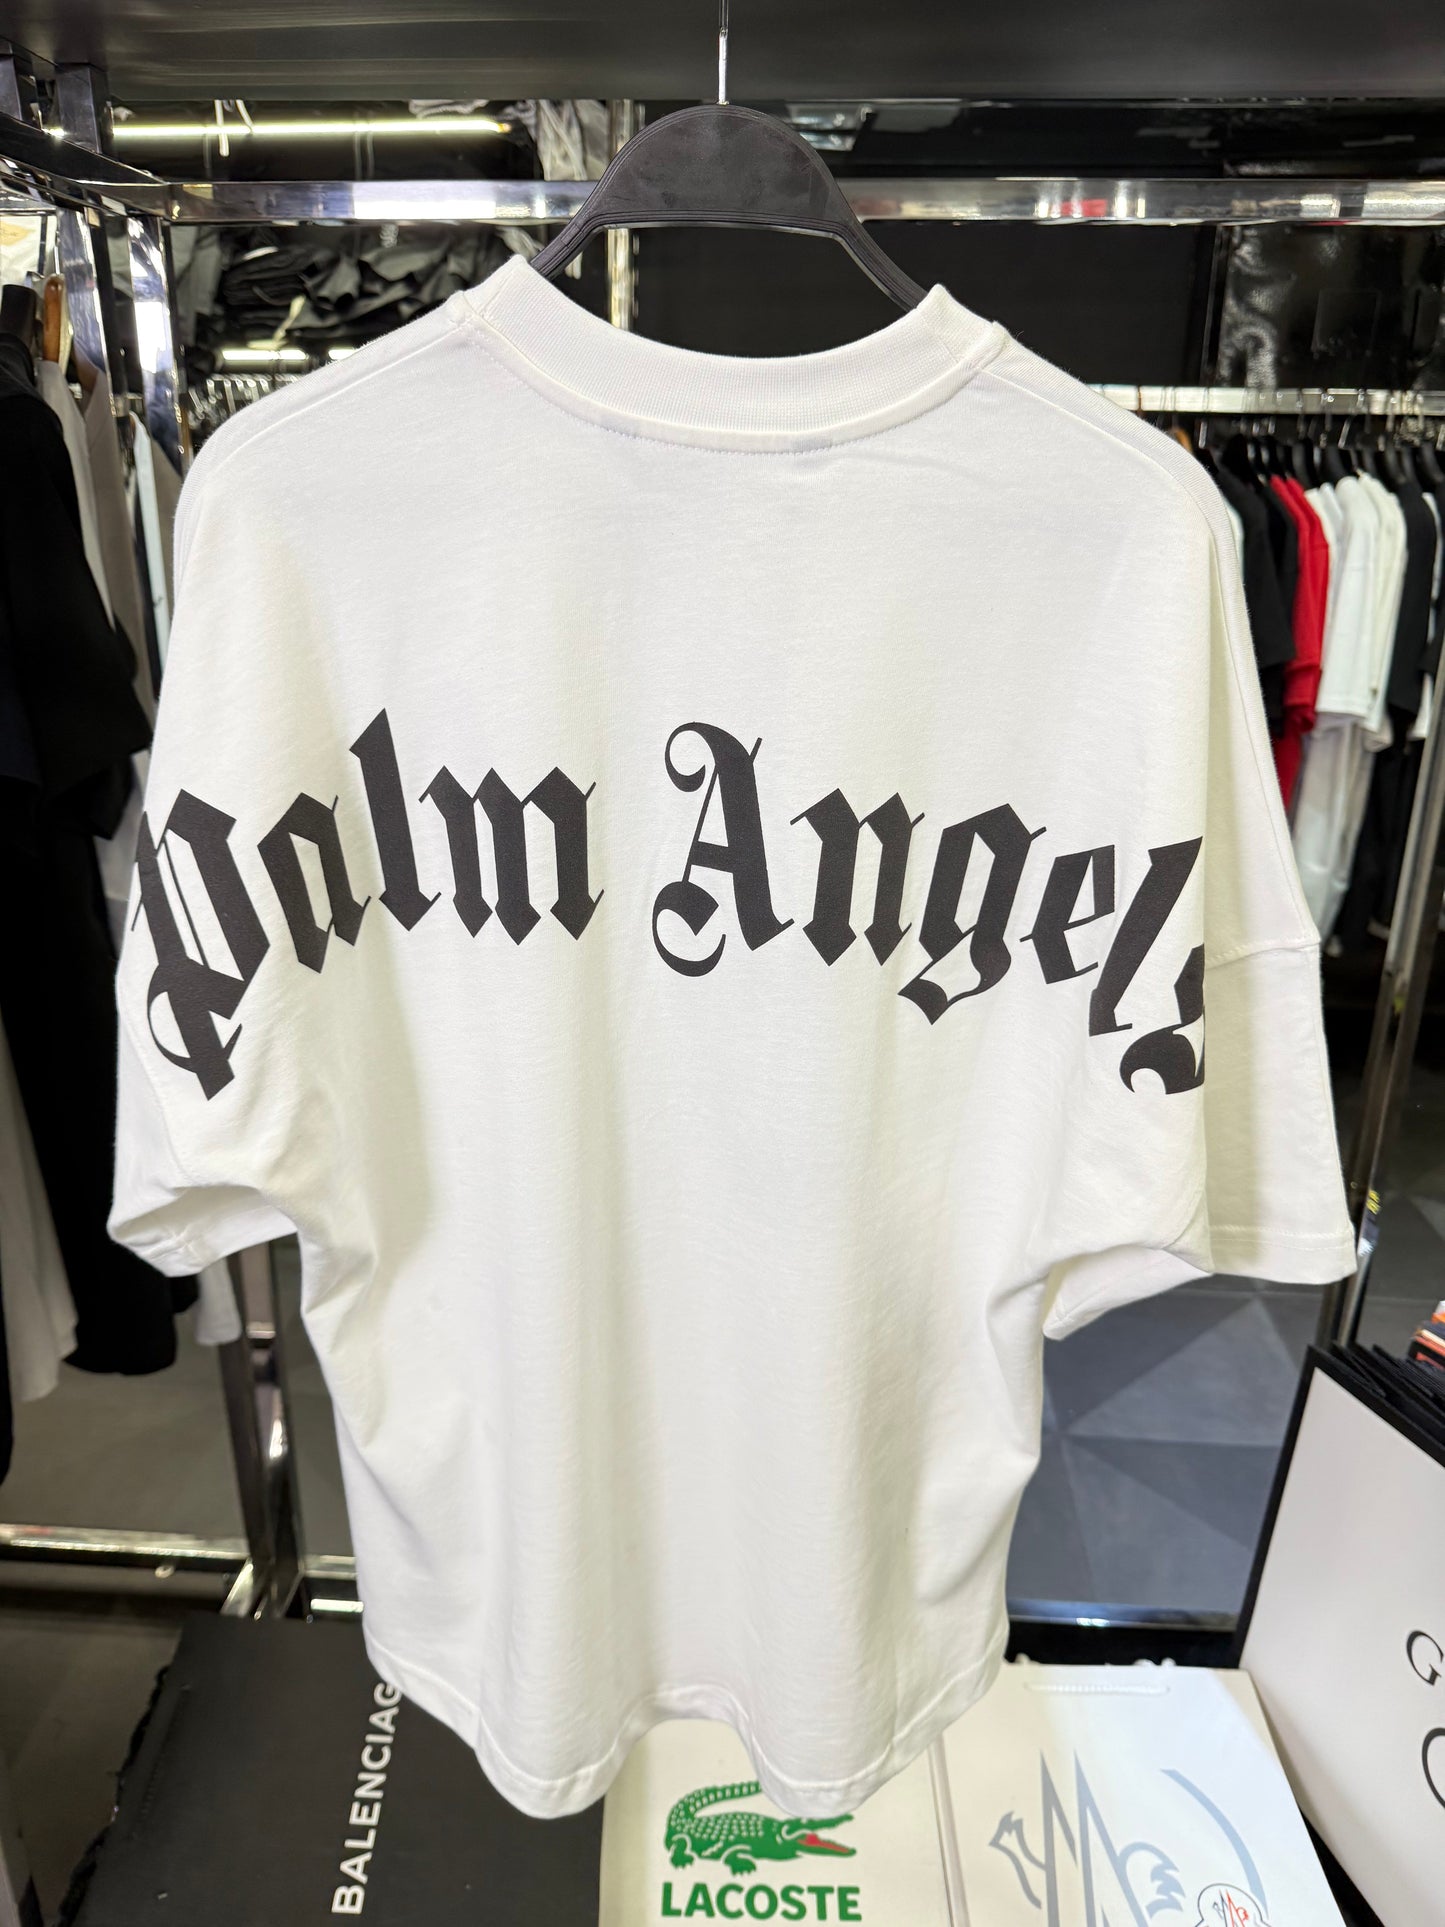 Palm Angels
BALENCIAG
LACOSTE
G